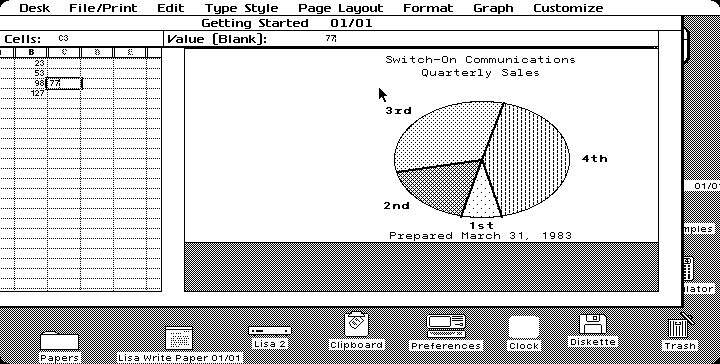 Desk File/Print Edit Type Style Page Layout Format Graph Customize
Getting Started 01/01
Cells: C3 Value (Blank): 77
B C D E
23
53
98 77
127
Switch-On Communications
Quarterly Sales
3rd
4th
2nd
1st
Prepared March 31, 1983
01/0
mples
lator
Papers
Lisa Write Paper 01/01
Lisa 2
Clipboard
Preferences
Clock
Diskette
Trash